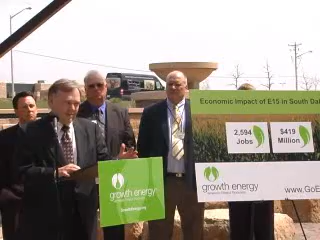 Economic Impact of E15 in South Dak
2,594
Jobs
$419
Million
growth energy
growth energy
www.GoE